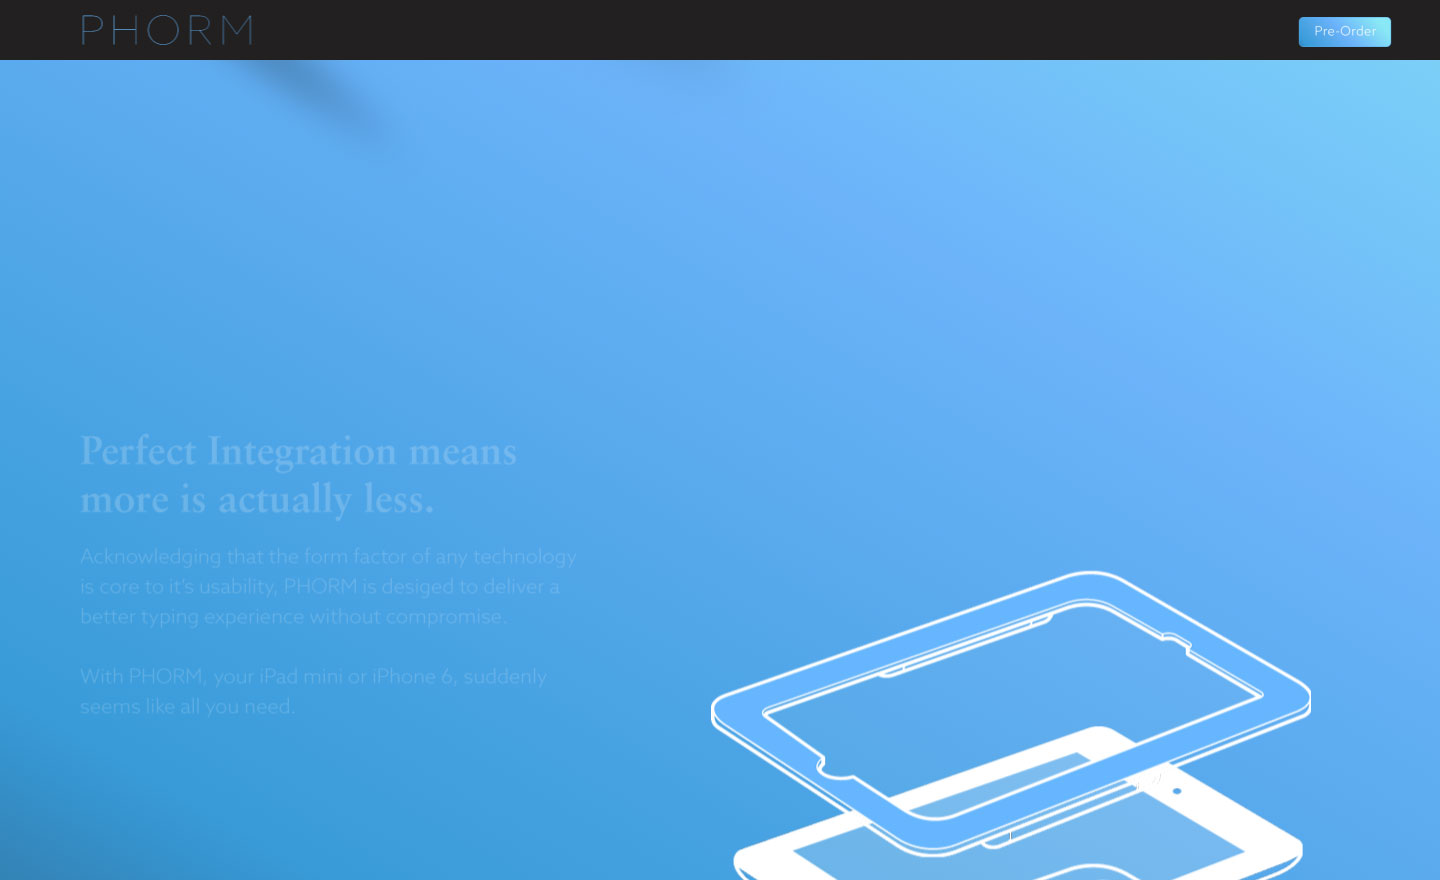 PHORM
Pre-Order
Perfect Integration means
more is actually less.
Acknowledging that the form factor of any technology
is core to it's usability, PHORM is desiged to deliver a
better typing experience without compromise.
With PHORM, your iPad mini or iPhone 6, suddenly
seems like all you need.